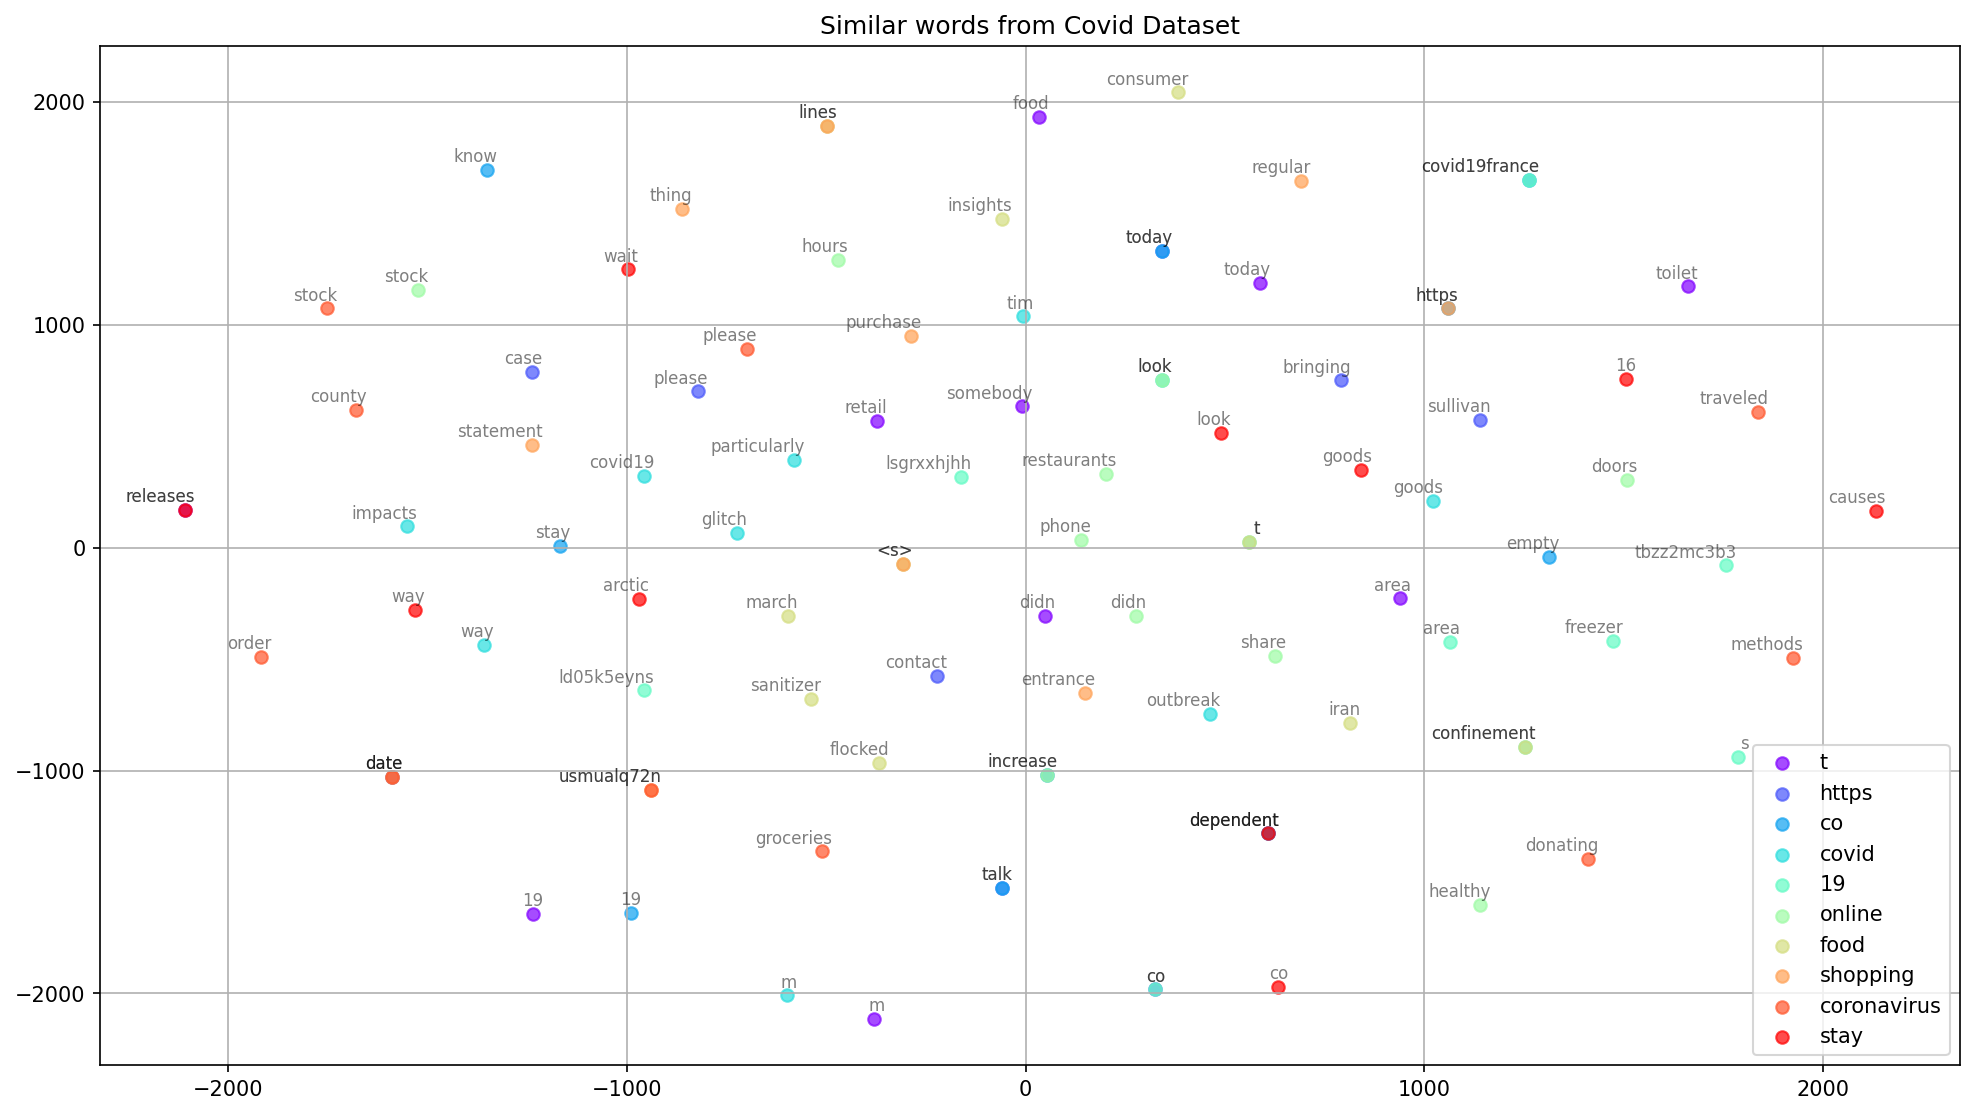 Similar words from Covid Dataset
consumer
food
lines
2000
know
regular
covid19france
thing
insights
today
hours
wait
today
toilet
stock
stock
https
tim
purchase
1000
please
case
please
look
bringing
16
county
retail
somebody
sullivan
traveled
statement
particularly
look
covid19
lsgrxxhjhh
restaurants
goods
doors
releases
goods
causes
impacts
glitch
stay
phone
t
0
<s>
empty
tbzz2mc3b3
way
arctic
march
didn
didn
area
order
way
share
area
freezer
methods
ld05k5eyns
sanitizer
contact
entrance
outbreak
iran
flocked
confinement
s
−1000
date
usmualq72n
increase
dependent
groceries
donating
talk
healthy
19
19
−2000
m
m
co
co
t
https
co
covid
19
online
food
shopping
coronavirus
stay
−2000
−1000
0
1000
2000